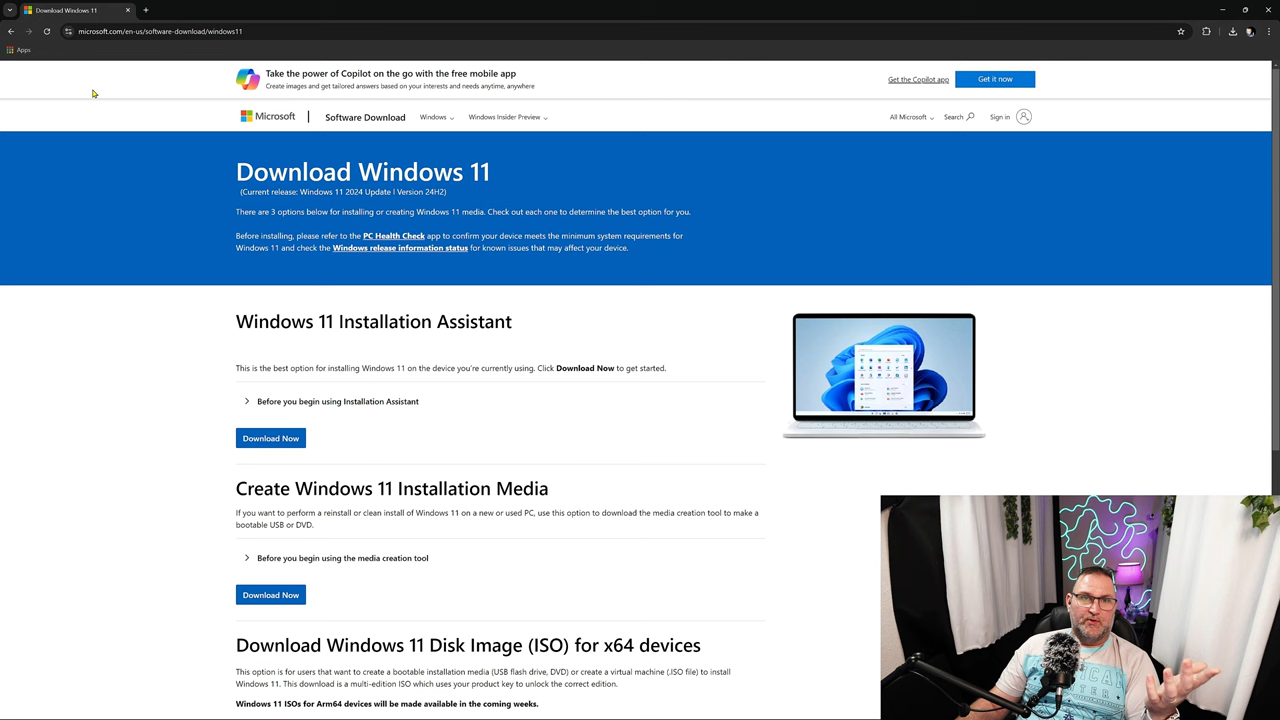 Download Windows 11
microsoft.com/en-us/software-download/windows11
Apps
Take the power of Copilot on the go with the free mobile app
Create images and get tailored answers based on your interests and needs anytime, anywhere
Get the Copilot app
Get it now
Microsoft
Software Download
Windows
Windows Insider Preview
All Microsoft
Search
Sign in
Download Windows 11
(Current release: Windows 11 2024 Update l Version 24H2)
There are 3 options below for installing or creating Windows 11 media. Check out each one to determine the best option for you.
Before installing, please refer to the PC Health Check app to confirm your device meets the minimum system requirements for
Windows 11 and check the Windows release information status for known issues that may affect your device.
Windows 11 Installation Assistant
This is the best option for installing Windows 11 on the device you're currently using. Click Download Now to get started.
Before you begin using Installation Assistant
Download Now
Create Windows 11 Installation Media
If you want to perform a reinstall or clean install of Windows 11 on a new or used PC, use this option to download the media creation tool to make a
bootable USB or DVD.
Before you begin using the media creation tool
Download Now
Download Windows 11 Disk Image (ISO) for x64 devices
This option is for users that want to create a bootable installation media (USB flash drive, DVD) or create a virtual machine (.ISO file) to install
Windows 11. This download is a multi-edition ISO which uses your product key to unlock the correct edition.
Windows 11 ISOs for Arm64 devices will be made available in the coming weeks.